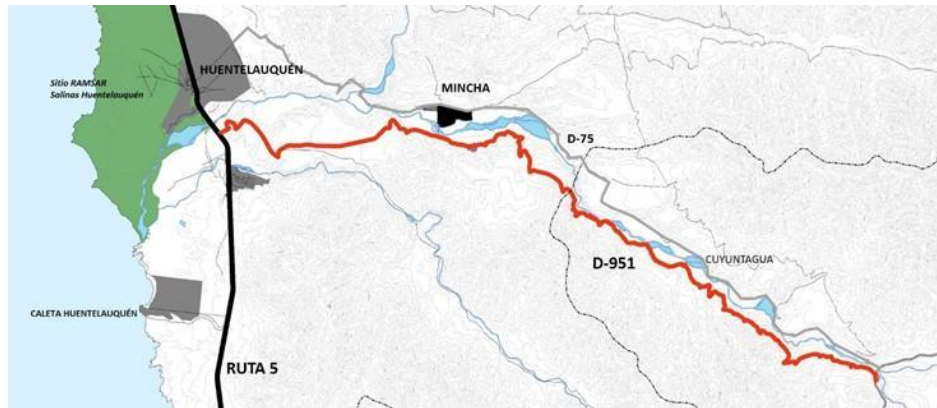 HUENTELAUQUÉN
Sitio RAMSAR
Salinas Huentelauquén
MINCHA
D-75
D-951
CUYUNTAGUA
CALETA HUENTELAUQUÉN
RUTA 5